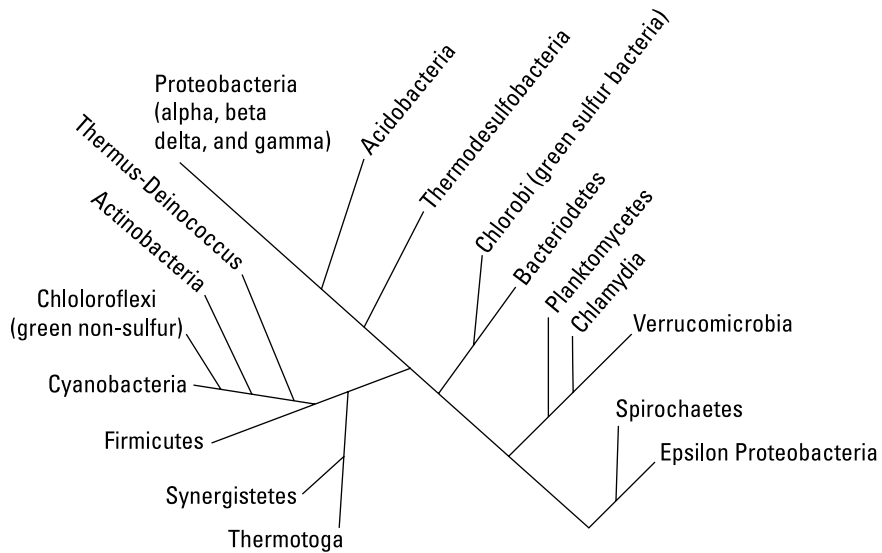 Proteobacteria
(alpha, beta
delta, and gamma)
Acidobacteria
Thermodesulfobacteria
Chlorobi (green sulfur bacteria)
Thermus-Deinococcus
Actinobacteria
Bacteriodetes
Planktomycetes
Chlamydia
Chloloroflexi
(green non-sulfur)
Verrucomicrobia
Cyanobacteria
Spirochaetes
Firmicutes
Epsilon Proteobacteria
Synergistetes
Thermotoga